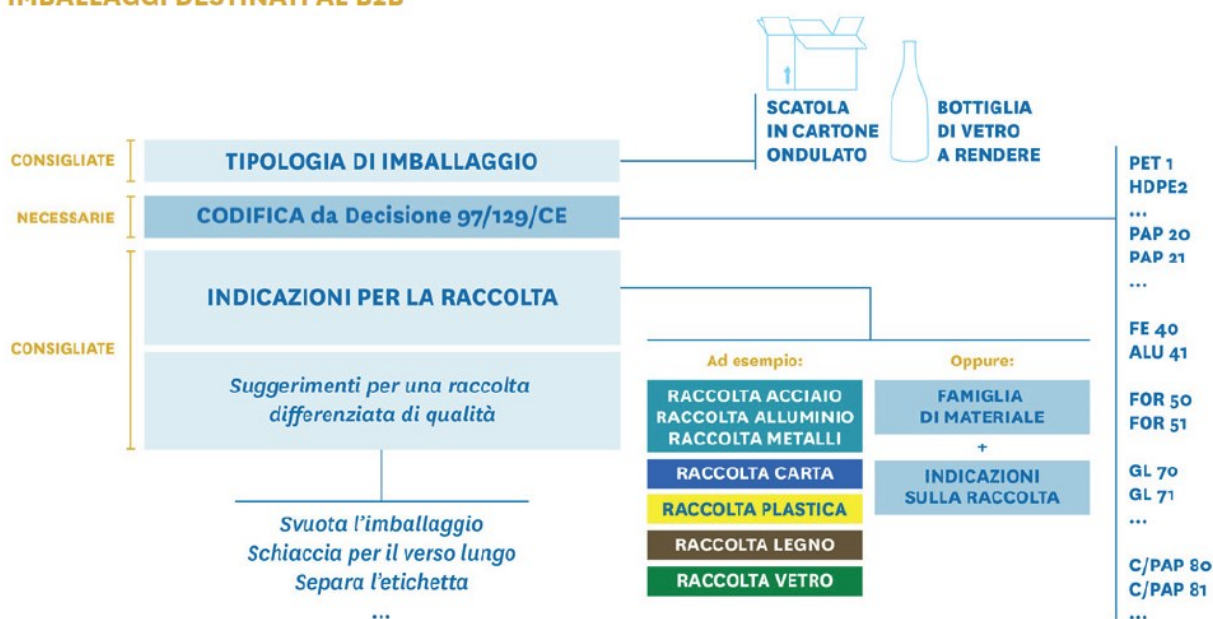 IMBALLAGGI DESTINATI AL B2B
SCATOLA
IN CARTONE
ONDULATO
BOTTIGLIA
DI VETRO
A RENDERE
CONSIGLIATE
TIPOLOGIA DI IMBALLAGGIO
NECESSARIE
CODIFICA da Decisione 97/129/CE
CONSIGLIATE
INDICAZIONI PER LA RACCOLTA
Suggerimenti per una raccolta
differenziata di qualità
Svuota l'imballaggio
Schiaccia per il verso lungo
Separa l'etichetta
...
Ad esempio:
RACCOLTA ACCIAIO
RACCOLTA ALLUMINIO
RACCOLTA METALLI
RACCOLTA CARTA
RACCOLTA PLASTICA
RACCOLTA LEGNO
RACCOLTA VETRO
Oppure:
FAMIGLIA
DI MATERIALE
+
INDICAZIONI
SULLA RACCOLTA
PET 1
HDPE2
...
PAP 20
PAP 21
...
FE 40
ALU 41
FOR 50
FOR 51
GL 70
GL 71
...
C/PAP 80
C/PAP 81
...